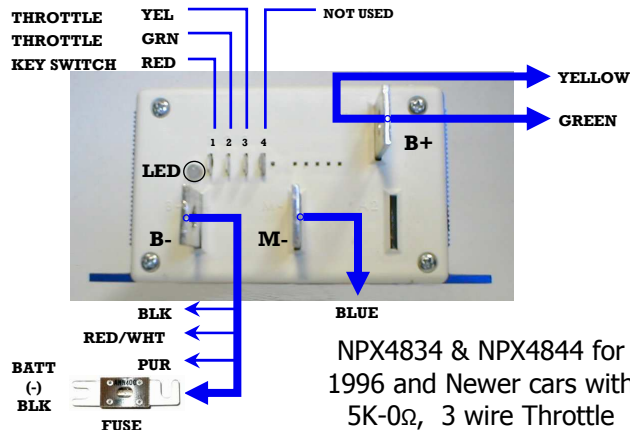 THROTTLE YEL
NOT USED
THROTTLE GRN
KEY SWITCH RED
YELLOW
GREEN
1 2 3 4
B+
LED
B-
M-
BLK
BLUE
RED/WHT
PUR
BATT
(-)
BLK
FUSE
NPX4834 & NPX4844 for
1996 and Newer cars with
5K-0Ω, 3 wire Throttle